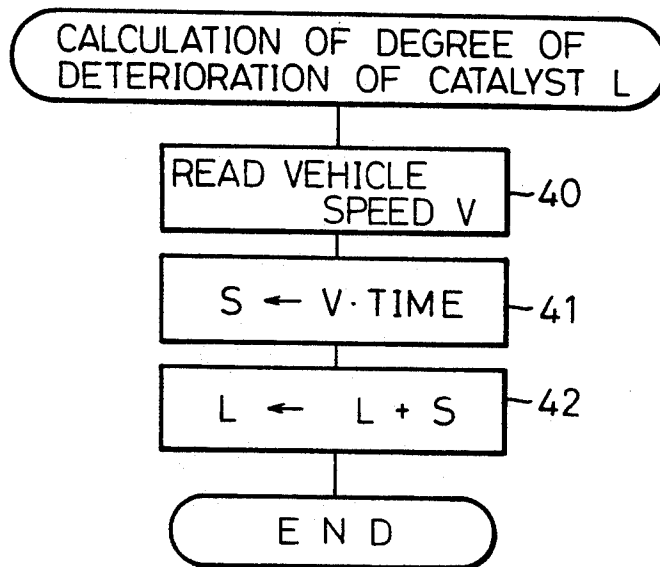 CALCULATION OF DEGREE OF
DETERIORATION OF CATALYST L
READ VEHICLE
SPEED V
40
S ← V·TIME
41
L ← L + S
42
END